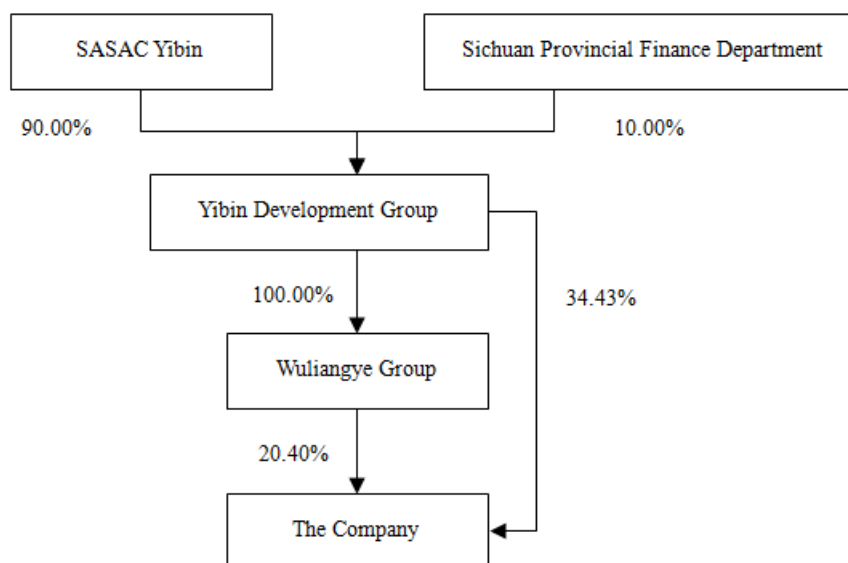 SASAC Yibin
Sichuan Provincial Finance Department
90.00%
10.00%
Yibin Development Group
100.00%
34.43%
Wuliangye Group
20.40%
The Company